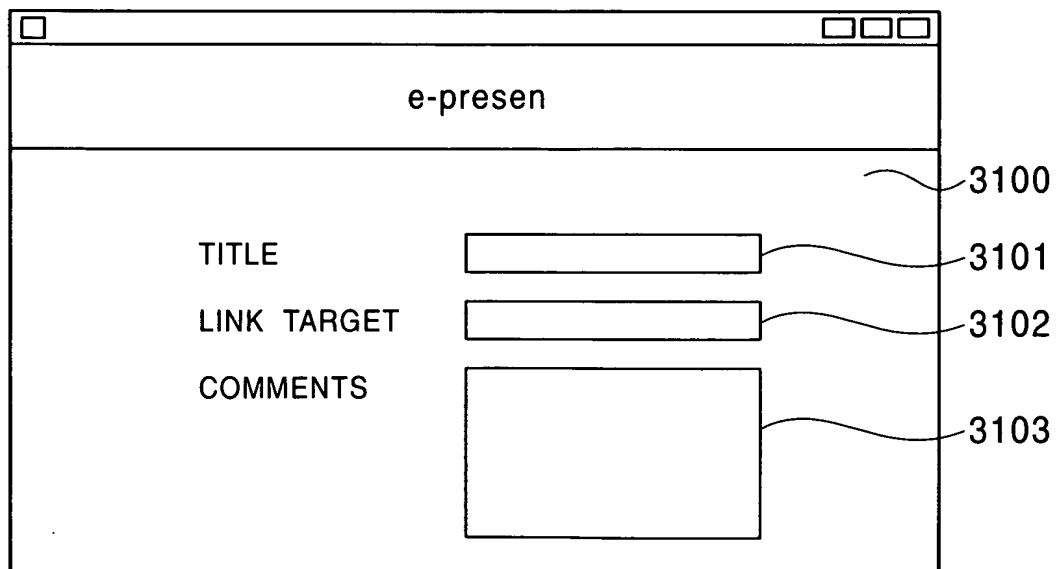 e-presen
3100
TITLE 3101
LINK TARGET 3102
COMMENTS
3103